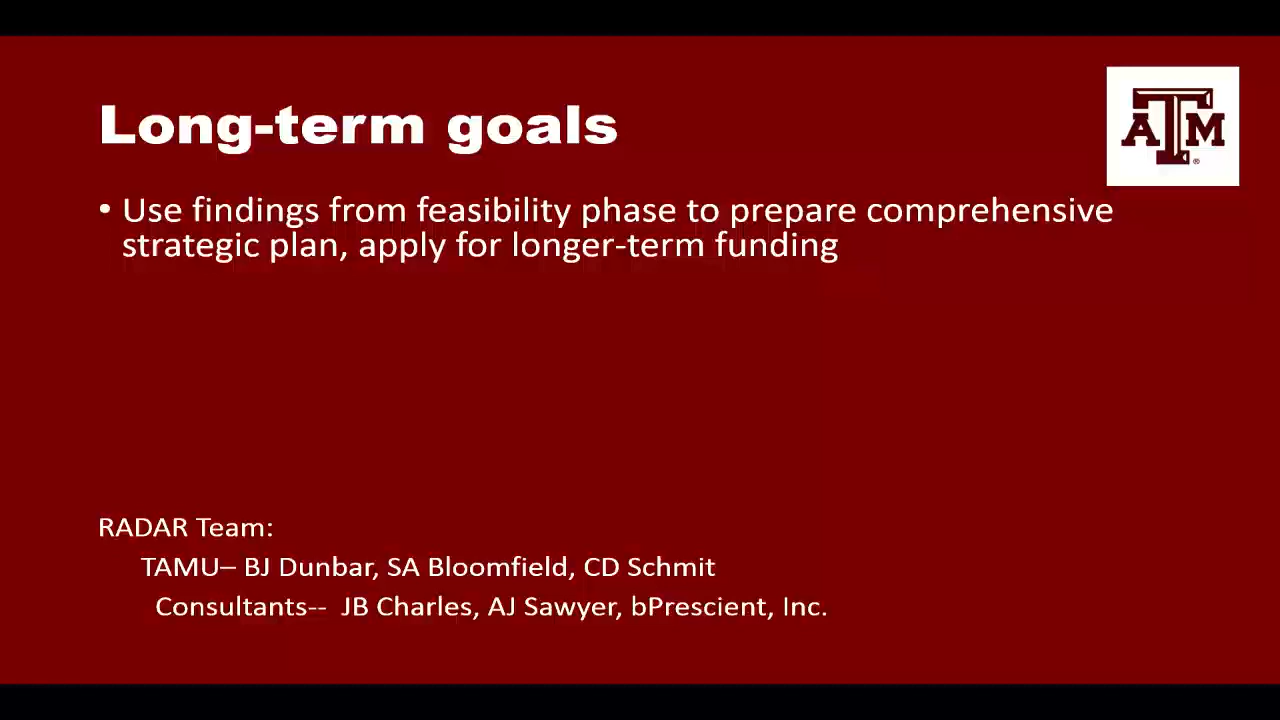 Long-term goals
ATM
®
• Use findings from feasibility phase to prepare comprehensive
strategic plan, apply for longer-term funding
RADAR Team:
TAMU– BJ Dunbar, SA Bloomfield, CD Schmit
Consultants-- JB Charles, AJ Sawyer, bPrescient, Inc.